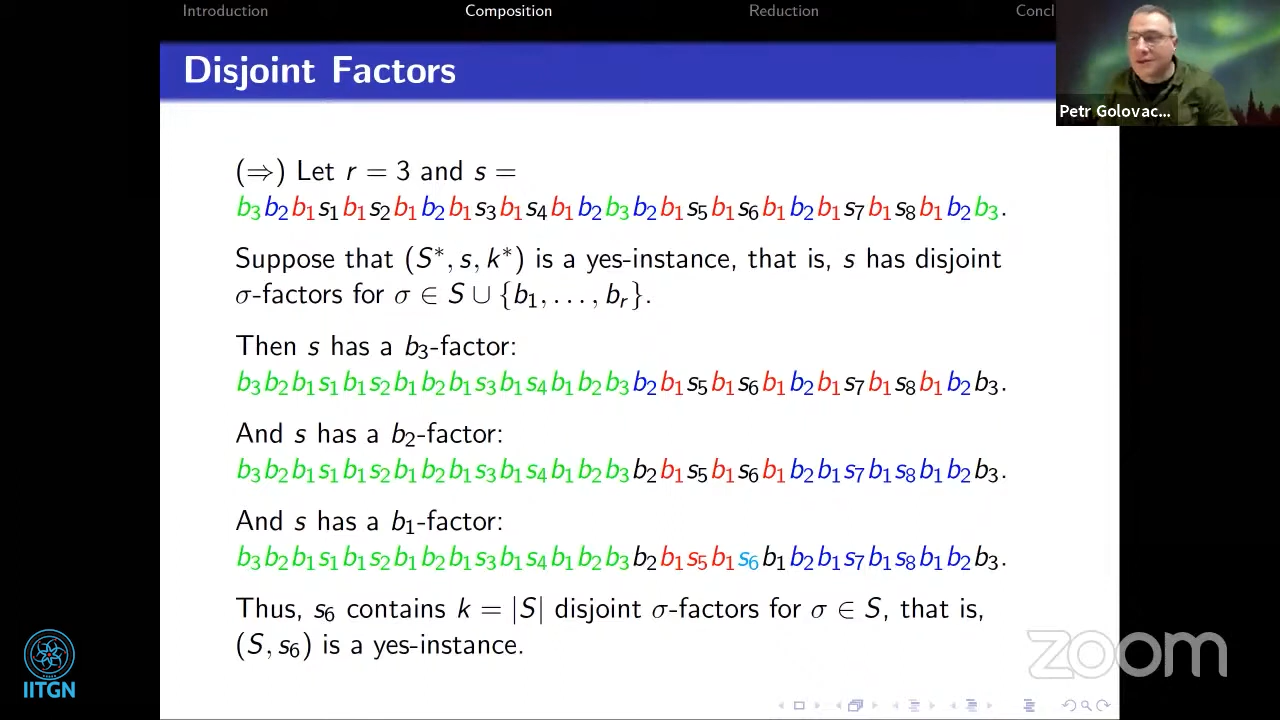 Introduction Composition Reduction Concl
Disjoint Factors
Petr Golovac...
(⇒) Let r = 3 and s =
b₃b₂b₁s₁b₁s₂b₁b₂b₁s₃b₁s₄b₁b₂b₃b₂b₁s₅b₁s₆b₁b₂b₁s₇b₁s₈b₁b₂b₃.
Suppose that (S*, s, k*) is a yes-instance, that is, s has disjoint
σ-factors for σ ∈ S ∪ {b₁, . . . , bᵣ}.
Then s has a b₃-factor:
b₃b₂b₁s₁b₁s₂b₁b₂b₁s₃b₁s₄b₁b₂b₃b₂b₁s₅b₁s₆b₁b₂b₁s₇b₁s₈b₁b₂b₃.
And s has a b₂-factor:
b₃b₂b₁s₁b₁s₂b₁b₂b₁s₃b₁s₄b₁b₂b₃b₂b₁s₅b₁s₆b₁b₂b₁s₇b₁s₈b₁b₂b₃.
And s has a b₁-factor:
b₃b₂b₁s₁b₁s₂b₁b₂b₁s₃b₁s₄b₁b₂b₃b₂b₁s₅b₁s₆b₁b₂b₁s₇b₁s₈b₁b₂b₃.
Thus, s₆ contains k = |S| disjoint σ-factors for σ ∈ S, that is,
(S, s₆) is a yes-instance.
IITGN
zoom